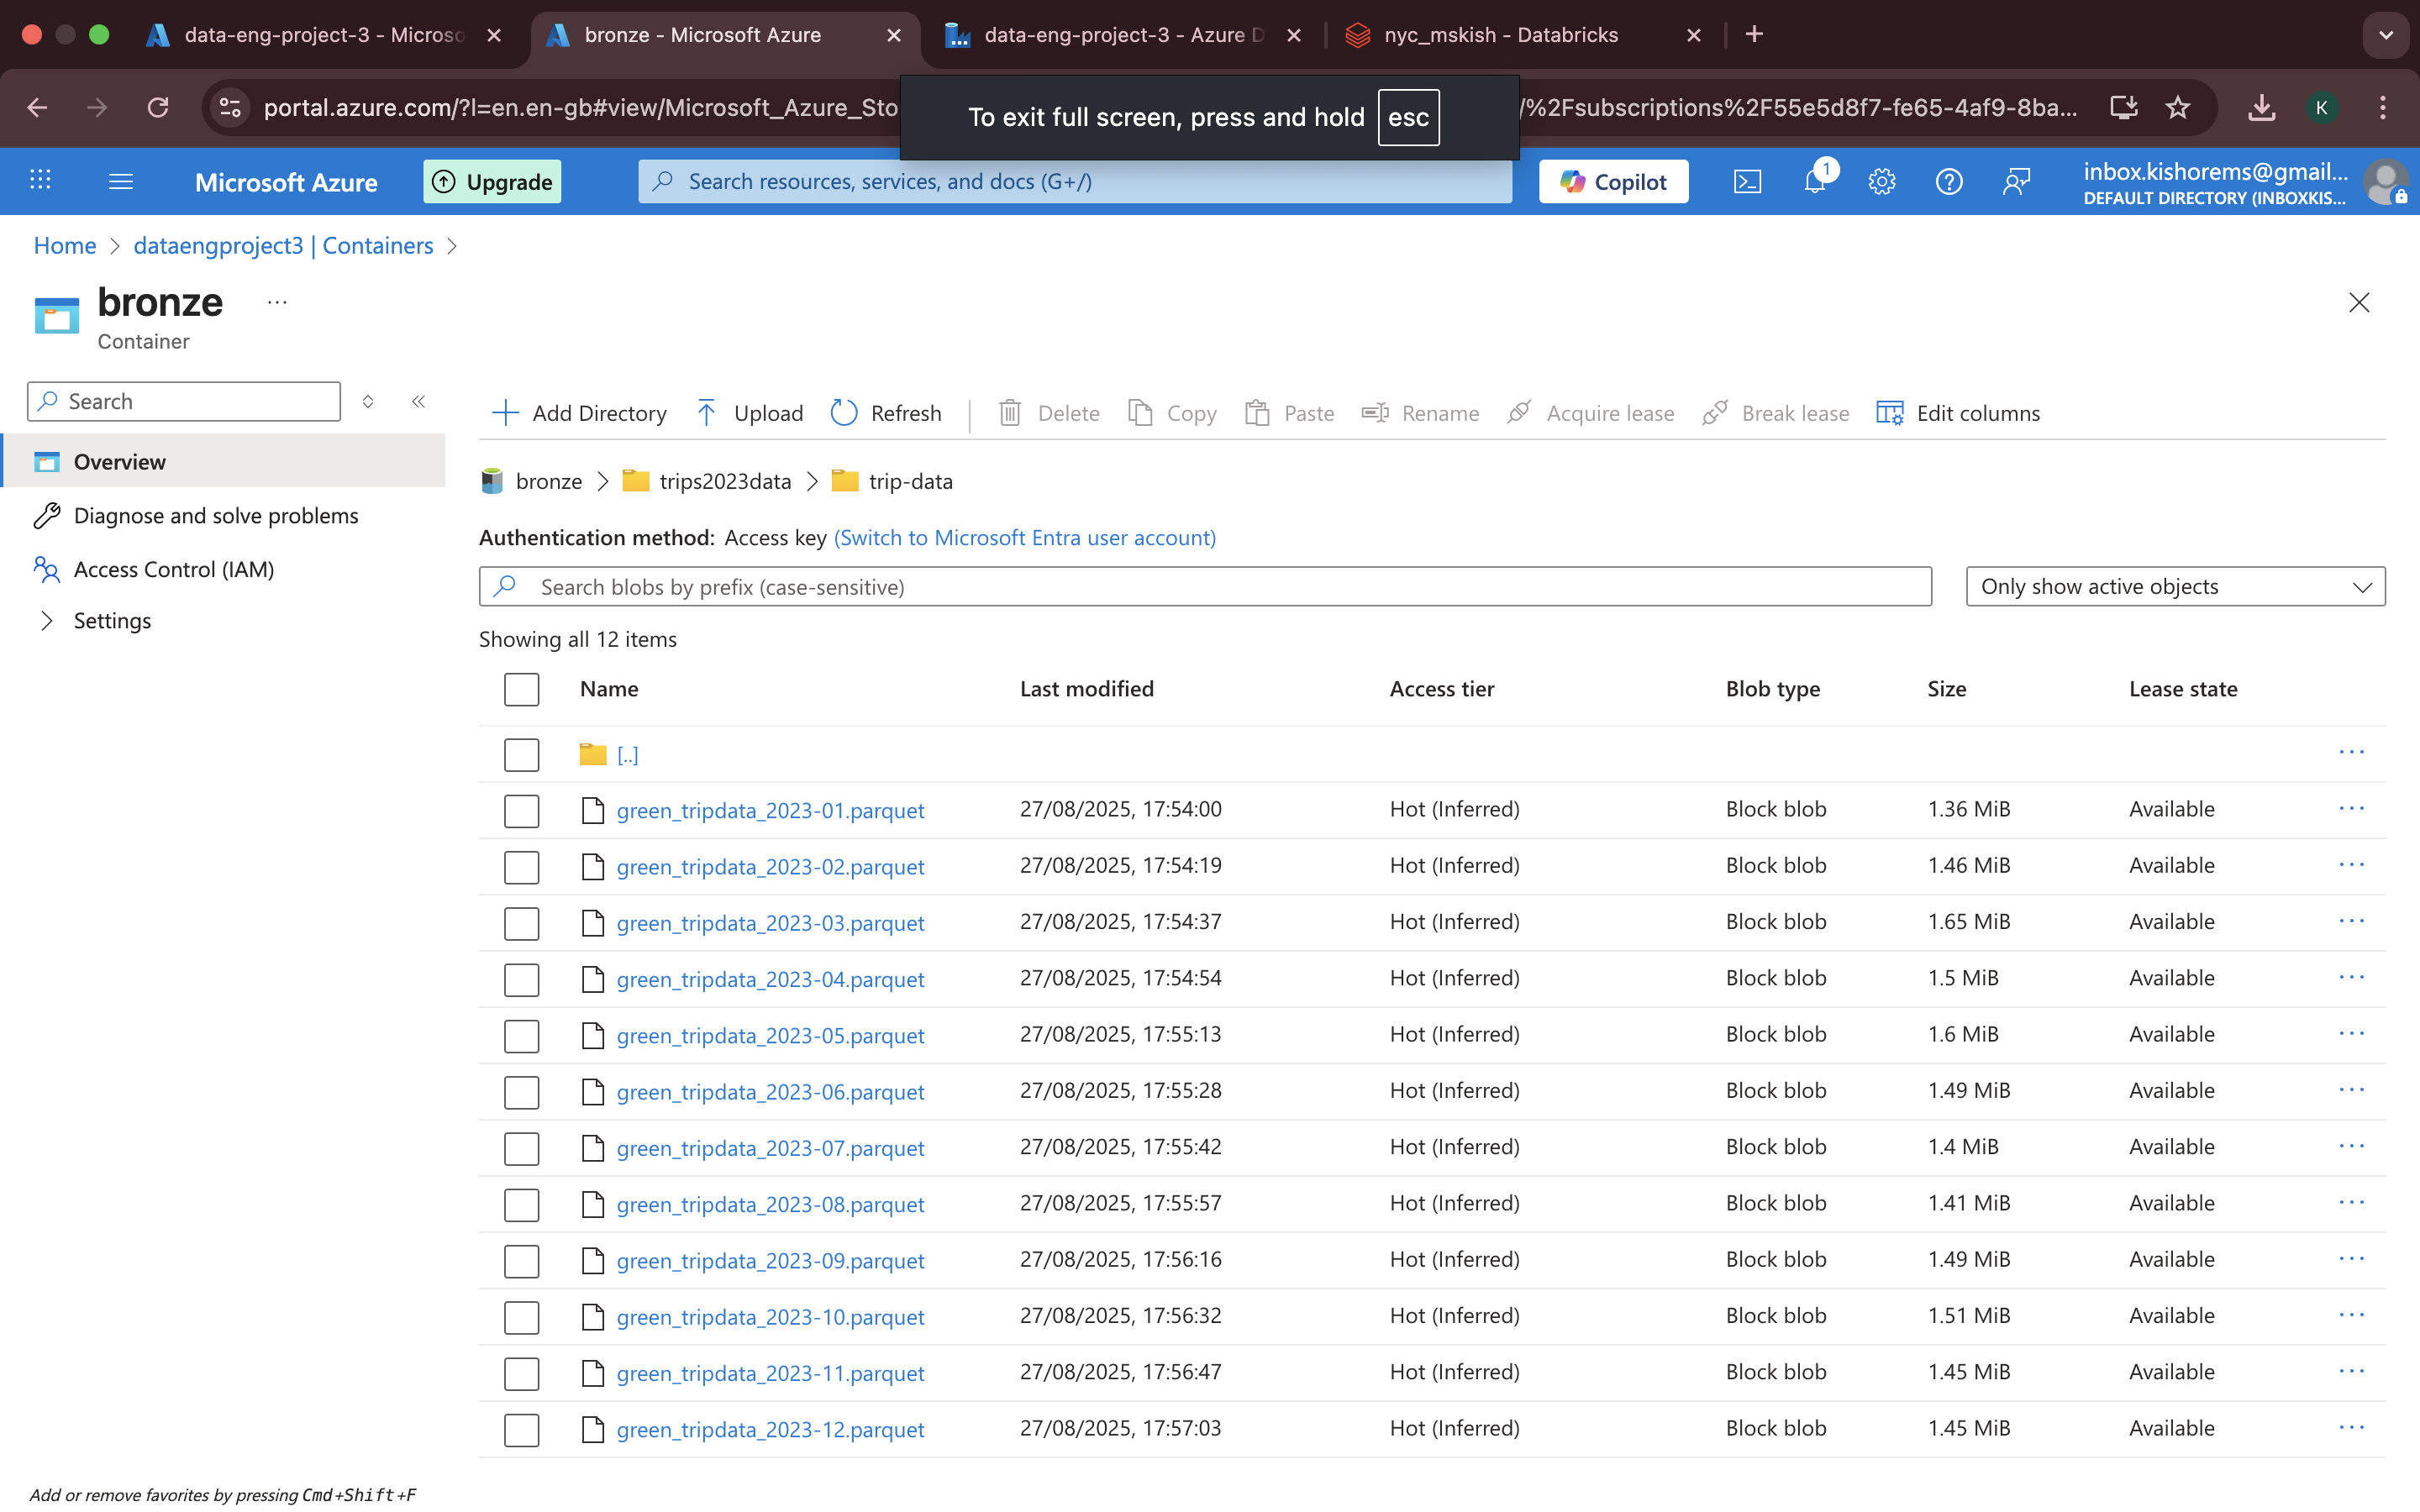 data-eng-project-3 - Microso
bronze - Microsoft Azure
data-eng-project-3 - Azure D
nyc_mskish - Databricks
portal.azure.com/?l=en.en-gb#view/Microsoft_Azure_Sto
To exit full screen, press and hold esc
/%2Fsubscriptions%2F55e5d8f7-fe65-4af9-8ba...
K
Microsoft Azure
Upgrade
Search resources, services, and docs (G+/)
Copilot
1
inbox.kishorems@gmail...
DEFAULT DIRECTORY (INBOXKIS...
Home > dataengproject3 | Containers >
bronze ...
Container
Search
Overview
Diagnose and solve problems
Access Control (IAM)
Settings
Add Directory Upload Refresh Delete Copy Paste Rename Acquire lease Break lease Edit columns
bronze > trips2023data > trip-data
Authentication method: Access key (Switch to Microsoft Entra user account)
Search blobs by prefix (case-sensitive)
Only show active objects
Showing all 12 items
Name Last modified Access tier Blob type Size Lease state
[..] ...
green_tripdata_2023-01.parquet 27/08/2025, 17:54:00 Hot (Inferred) Block blob 1.36 MiB Available ...
green_tripdata_2023-02.parquet 27/08/2025, 17:54:19 Hot (Inferred) Block blob 1.46 MiB Available ...
green_tripdata_2023-03.parquet 27/08/2025, 17:54:37 Hot (Inferred) Block blob 1.65 MiB Available ...
green_tripdata_2023-04.parquet 27/08/2025, 17:54:54 Hot (Inferred) Block blob 1.5 MiB Available ...
green_tripdata_2023-05.parquet 27/08/2025, 17:55:13 Hot (Inferred) Block blob 1.6 MiB Available ...
green_tripdata_2023-06.parquet 27/08/2025, 17:55:28 Hot (Inferred) Block blob 1.49 MiB Available ...
green_tripdata_2023-07.parquet 27/08/2025, 17:55:42 Hot (Inferred) Block blob 1.4 MiB Available ...
green_tripdata_2023-08.parquet 27/08/2025, 17:55:57 Hot (Inferred) Block blob 1.41 MiB Available ...
green_tripdata_2023-09.parquet 27/08/2025, 17:56:16 Hot (Inferred) Block blob 1.49 MiB Available ...
green_tripdata_2023-10.parquet 27/08/2025, 17:56:32 Hot (Inferred) Block blob 1.51 MiB Available ...
green_tripdata_2023-11.parquet 27/08/2025, 17:56:47 Hot (Inferred) Block blob 1.45 MiB Available ...
green_tripdata_2023-12.parquet 27/08/2025, 17:57:03 Hot (Inferred) Block blob 1.45 MiB Available ...
Add or remove favorites by pressing Cmd+Shift+F